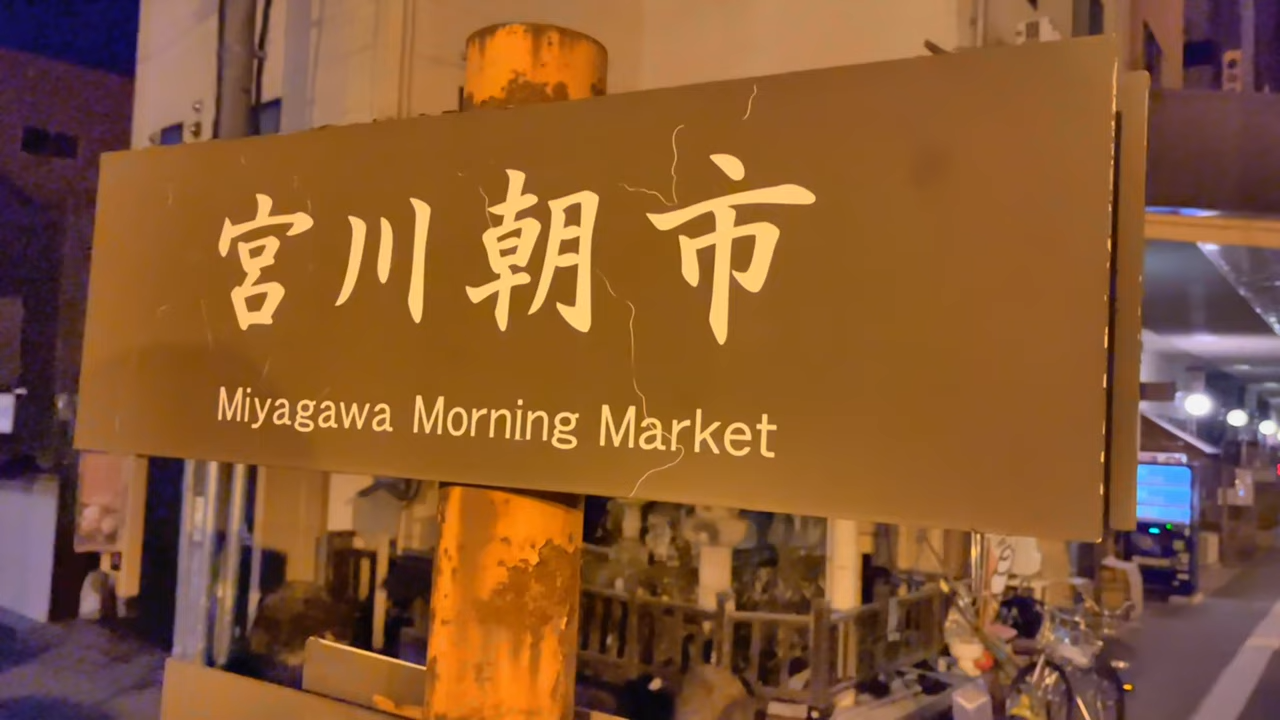 宮川朝市
Miyagawa Morning Market